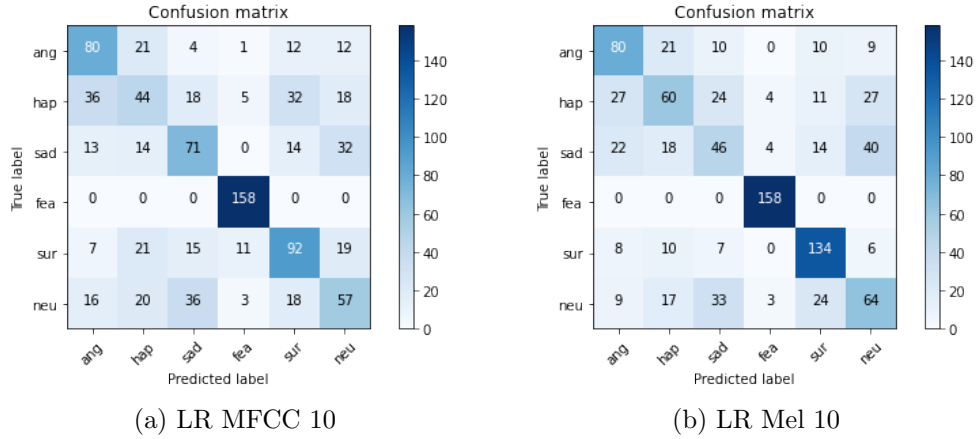 Confusion matrix
True label
ang 80 21 4 1 12 12
hap 36 44 18 5 32 18
sad 13 14 71 0 14 32
fea 0 0 0 158 0 0
sur 7 21 15 11 92 19
neu 16 20 36 3 18 57
ang hap sad fea sur neu
Predicted label
140
120
100
80
60
40
20
0
(a) LR MFCC 10
Confusion matrix
True label
ang 80 21 10 0 10 9
hap 27 60 24 4 11 27
sad 22 18 46 4 14 40
fea 0 0 0 158 0 0
sur 8 10 7 0 134 6
neu 9 17 33 3 24 64
ang hap sad fea sur neu
Predicted label
140
120
100
80
60
40
20
0
(b) LR Mel 10